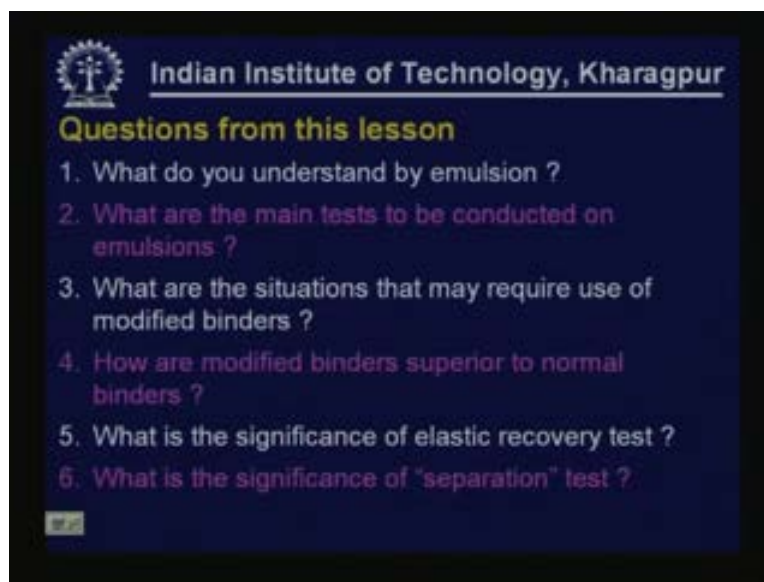 Indian Institute of Technology, Kharagpur
Questions from this lesson
1. What do you understand by emulsion ?
2. What are the main tests to be conducted on
emulsions ?
3. What are the situations that may require use of
modified binders ?
4. How are modified binders superior to normal
binders ?
5. What is the significance of elastic recovery test ?
6. What is the significance of "separation" test ?